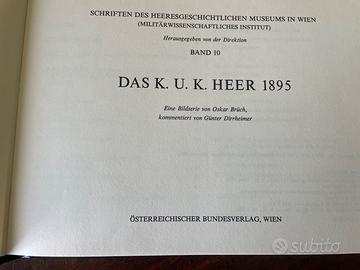 SCHRIFTEN DES HEERESGESCHICHTLICHEN MUSEUMS IN WIEN
(MILITÄRWISSENSCHAFTLICHES INSTITUT)
Herausgegeben von der Direktion
BAND 10
DAS K. U. K. HEER 1895
Eine Bildserie von Oskar Brüch,
kommentiert von Günter Dirrheimer
ÖSTERREICHISCHER BUNDESVERLAG, WIEN
subito